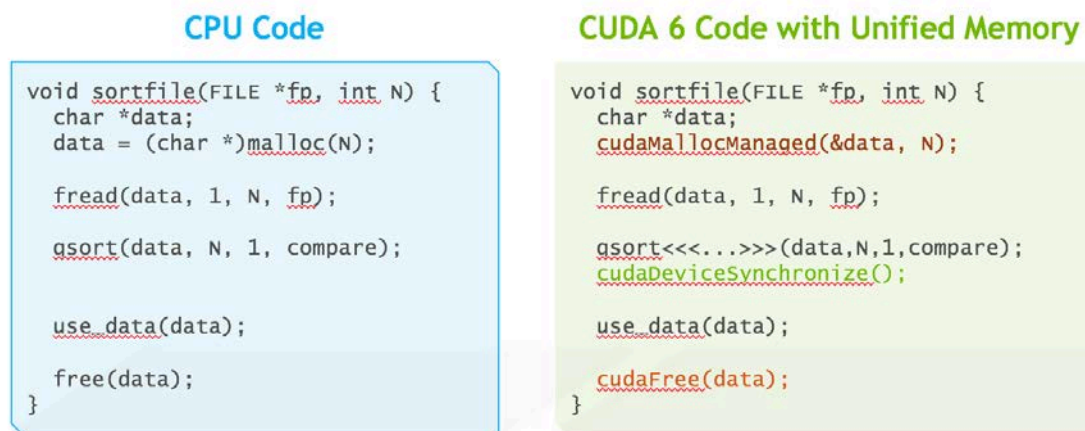 CPU Code
void sortfile(FILE *fp, int N) {
char *data;
data = (char *)malloc(N);
fread(data, 1, N, fp);
qsort(data, N, 1, compare);
use_data(data);
free(data);
}
CUDA 6 Code with Unified Memory
void sortfile(FILE *fp, int N) {
char *data;
cudaMallocManaged(&data, N);
fread(data, 1, N, fp);
qsort<<<...>>>(data,N,1,compare);
cudaDeviceSynchronize();
use_data(data);
cudaFree(data);
}